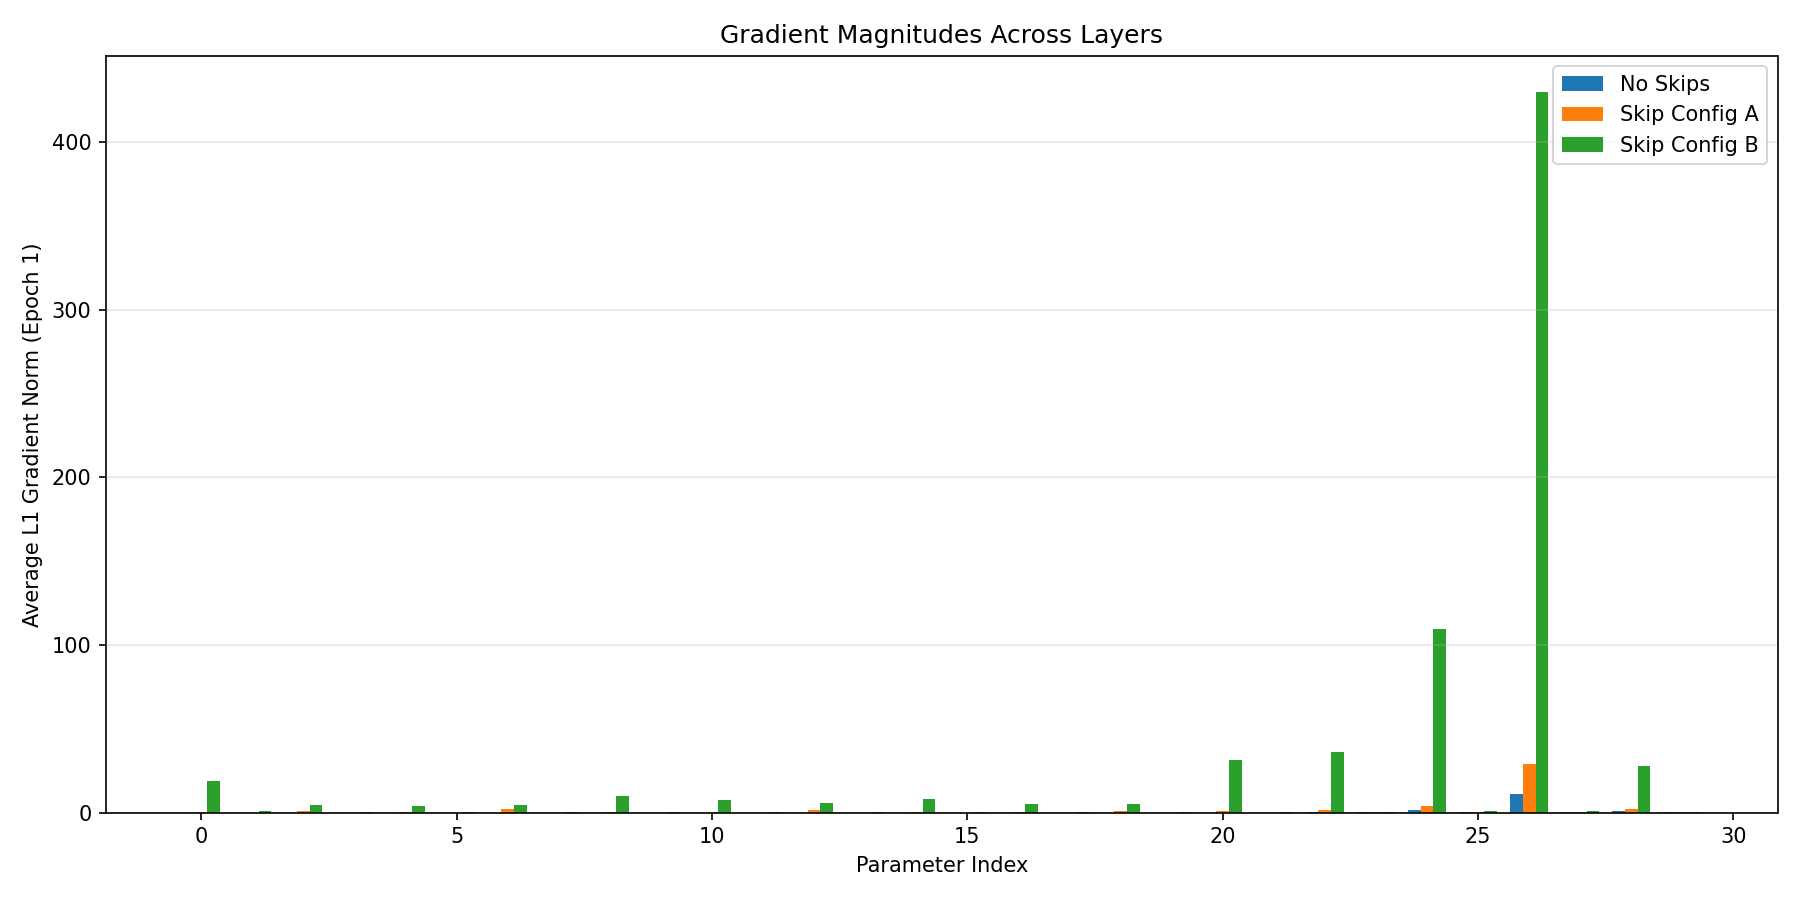 Gradient Magnitudes Across Layers
No Skips
Skip Config A
Skip Config B
Average L1 Gradient Norm (Epoch 1)
400
300
200
100
0
0 5 10 15 20 25 30
Parameter Index